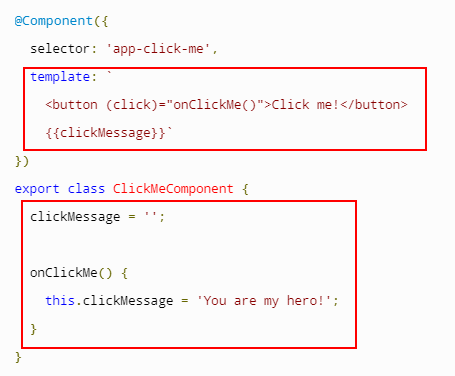 @Component({
  selector: 'app-click-me',
  template: `
    <button (click)="onClickMe()">Click me!</button>
    {{clickMessage}}`
})
export class ClickMeComponent {
  clickMessage = '';
  onClickMe() {
    this.clickMessage = 'You are my hero!';
  }
}